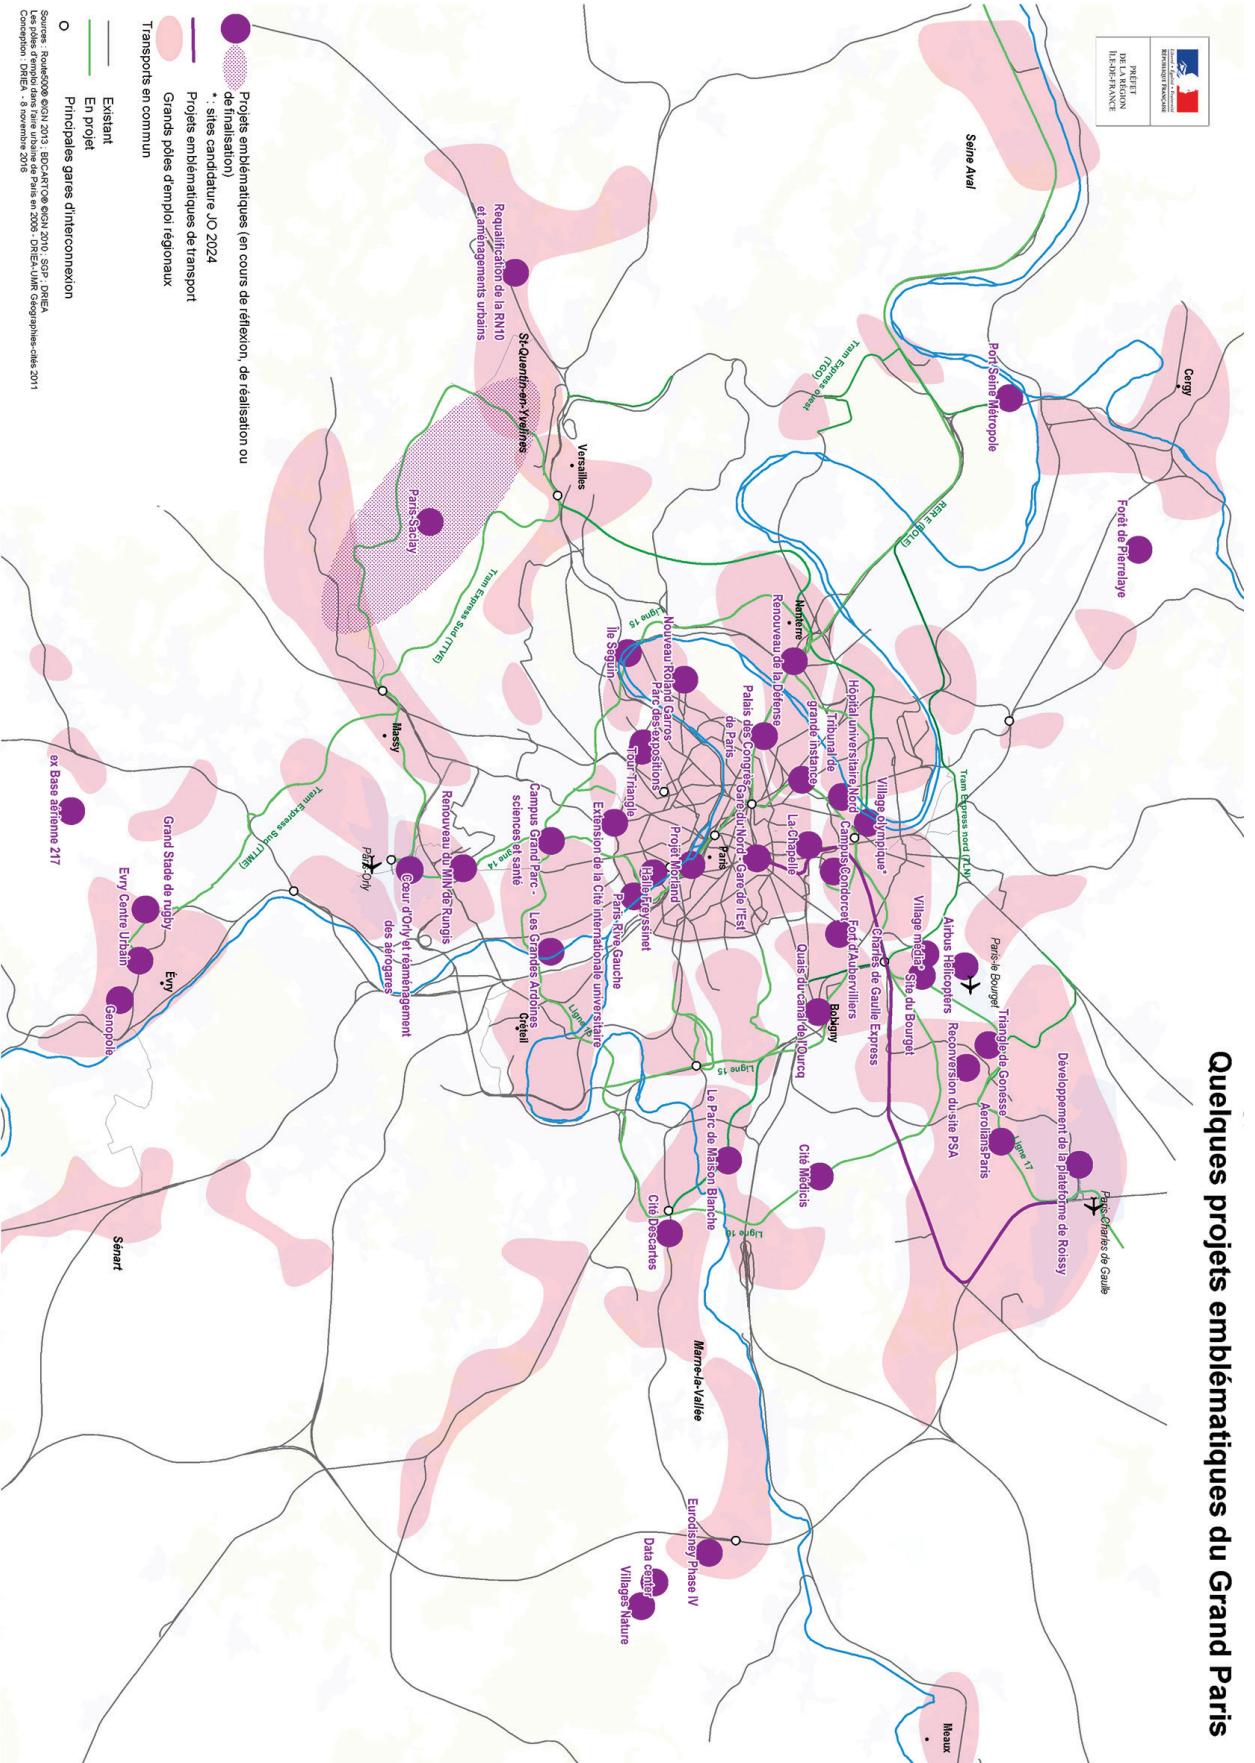 Quelques projets emblématiques du Grand Paris
Liberté • Égalité • Fraternité
RÉPUBLIQUE FRANÇAISE
PRÉFET
DE LA RÉGION
ÎLE-DE-FRANCE
Cergy
Forêt de Pierrelaye
Seine Aval
Port Seine Métropole
RER E (EOLE)
Tram Express ouest
(TGO)
Tram Express nord (TLN)
Développement de la plateforme de Roissy
Paris-Charles de Gaulle
Triangle de Gonesse
Ligne 17
AeroliansParis
Paris-le Bourget
Airbus Hélicoptères
Reconversion du site PSA
Village média*
Site du Bourget
Charles de Gaulle Express
Village olympique*
Hôpital universitaire Nord
Campus Condorcet
Fort d'Aubervilliers
Tribunal de
grande instance
La Chapelle
Bobigny
Quais du canal de l'Ourcq
Cité Médicis
Nanterre
Renouveau de la Défense
Palais des Congrès
de Paris
Gare du Nord - Gare de l'Est
Ligne 15
Ligne 16
Le Parc de Maison Blanche
Paris
Nouveau Roland Garros
Parc des expositions
Projet Morland
Île Seguin
Ligne 15
Tour Triangle
Halle Freyssinet
Paris Rive Gauche
Extension de la Cité internationale universitaire
Cité Descartes
Marne-la-Vallée
Eurodisney Phase IV
Data center
Villages Nature
Meaux
Versailles
St-Quentin-en-Yvelines
Requalification de la RN10
et aménagements urbains
Paris-Saclay
Tram Express Sud (TTVE)
Campus Grand Parc -
sciences et santé
Les Grandes Ardoines
Ligne 15
Créteil
Ligne 14
Renouveau du MIN de Rungis
Massy
Cœur d'Orly et réaménagement
des aérogares
Paris-Orly
Tram Express Sud (TTME)
Grand Stade de rugby
Evry Centre Urbain
Évry
Genopole
Sénart
ex Base aérienne 217
Projets emblématiques (en cours de réflexion, de réalisation ou
de finalisation)
* : sites candidature JO 2024
Projets emblématiques de transport
Grands pôles d'emploi régionaux
Transports en commun
Existant
En projet
Principales gares d'interconnexion
Sources : Route500® ©IGN 2013 ; BDCARTO® ©IGN 2010 ; SGP ; DRIEA
Les pôles d'emploi dans l'aire urbaine de Paris en 2006 - DRIEA-UMR Géographies-cités 2011
Conception : DRIEA - 8 novembre 2016